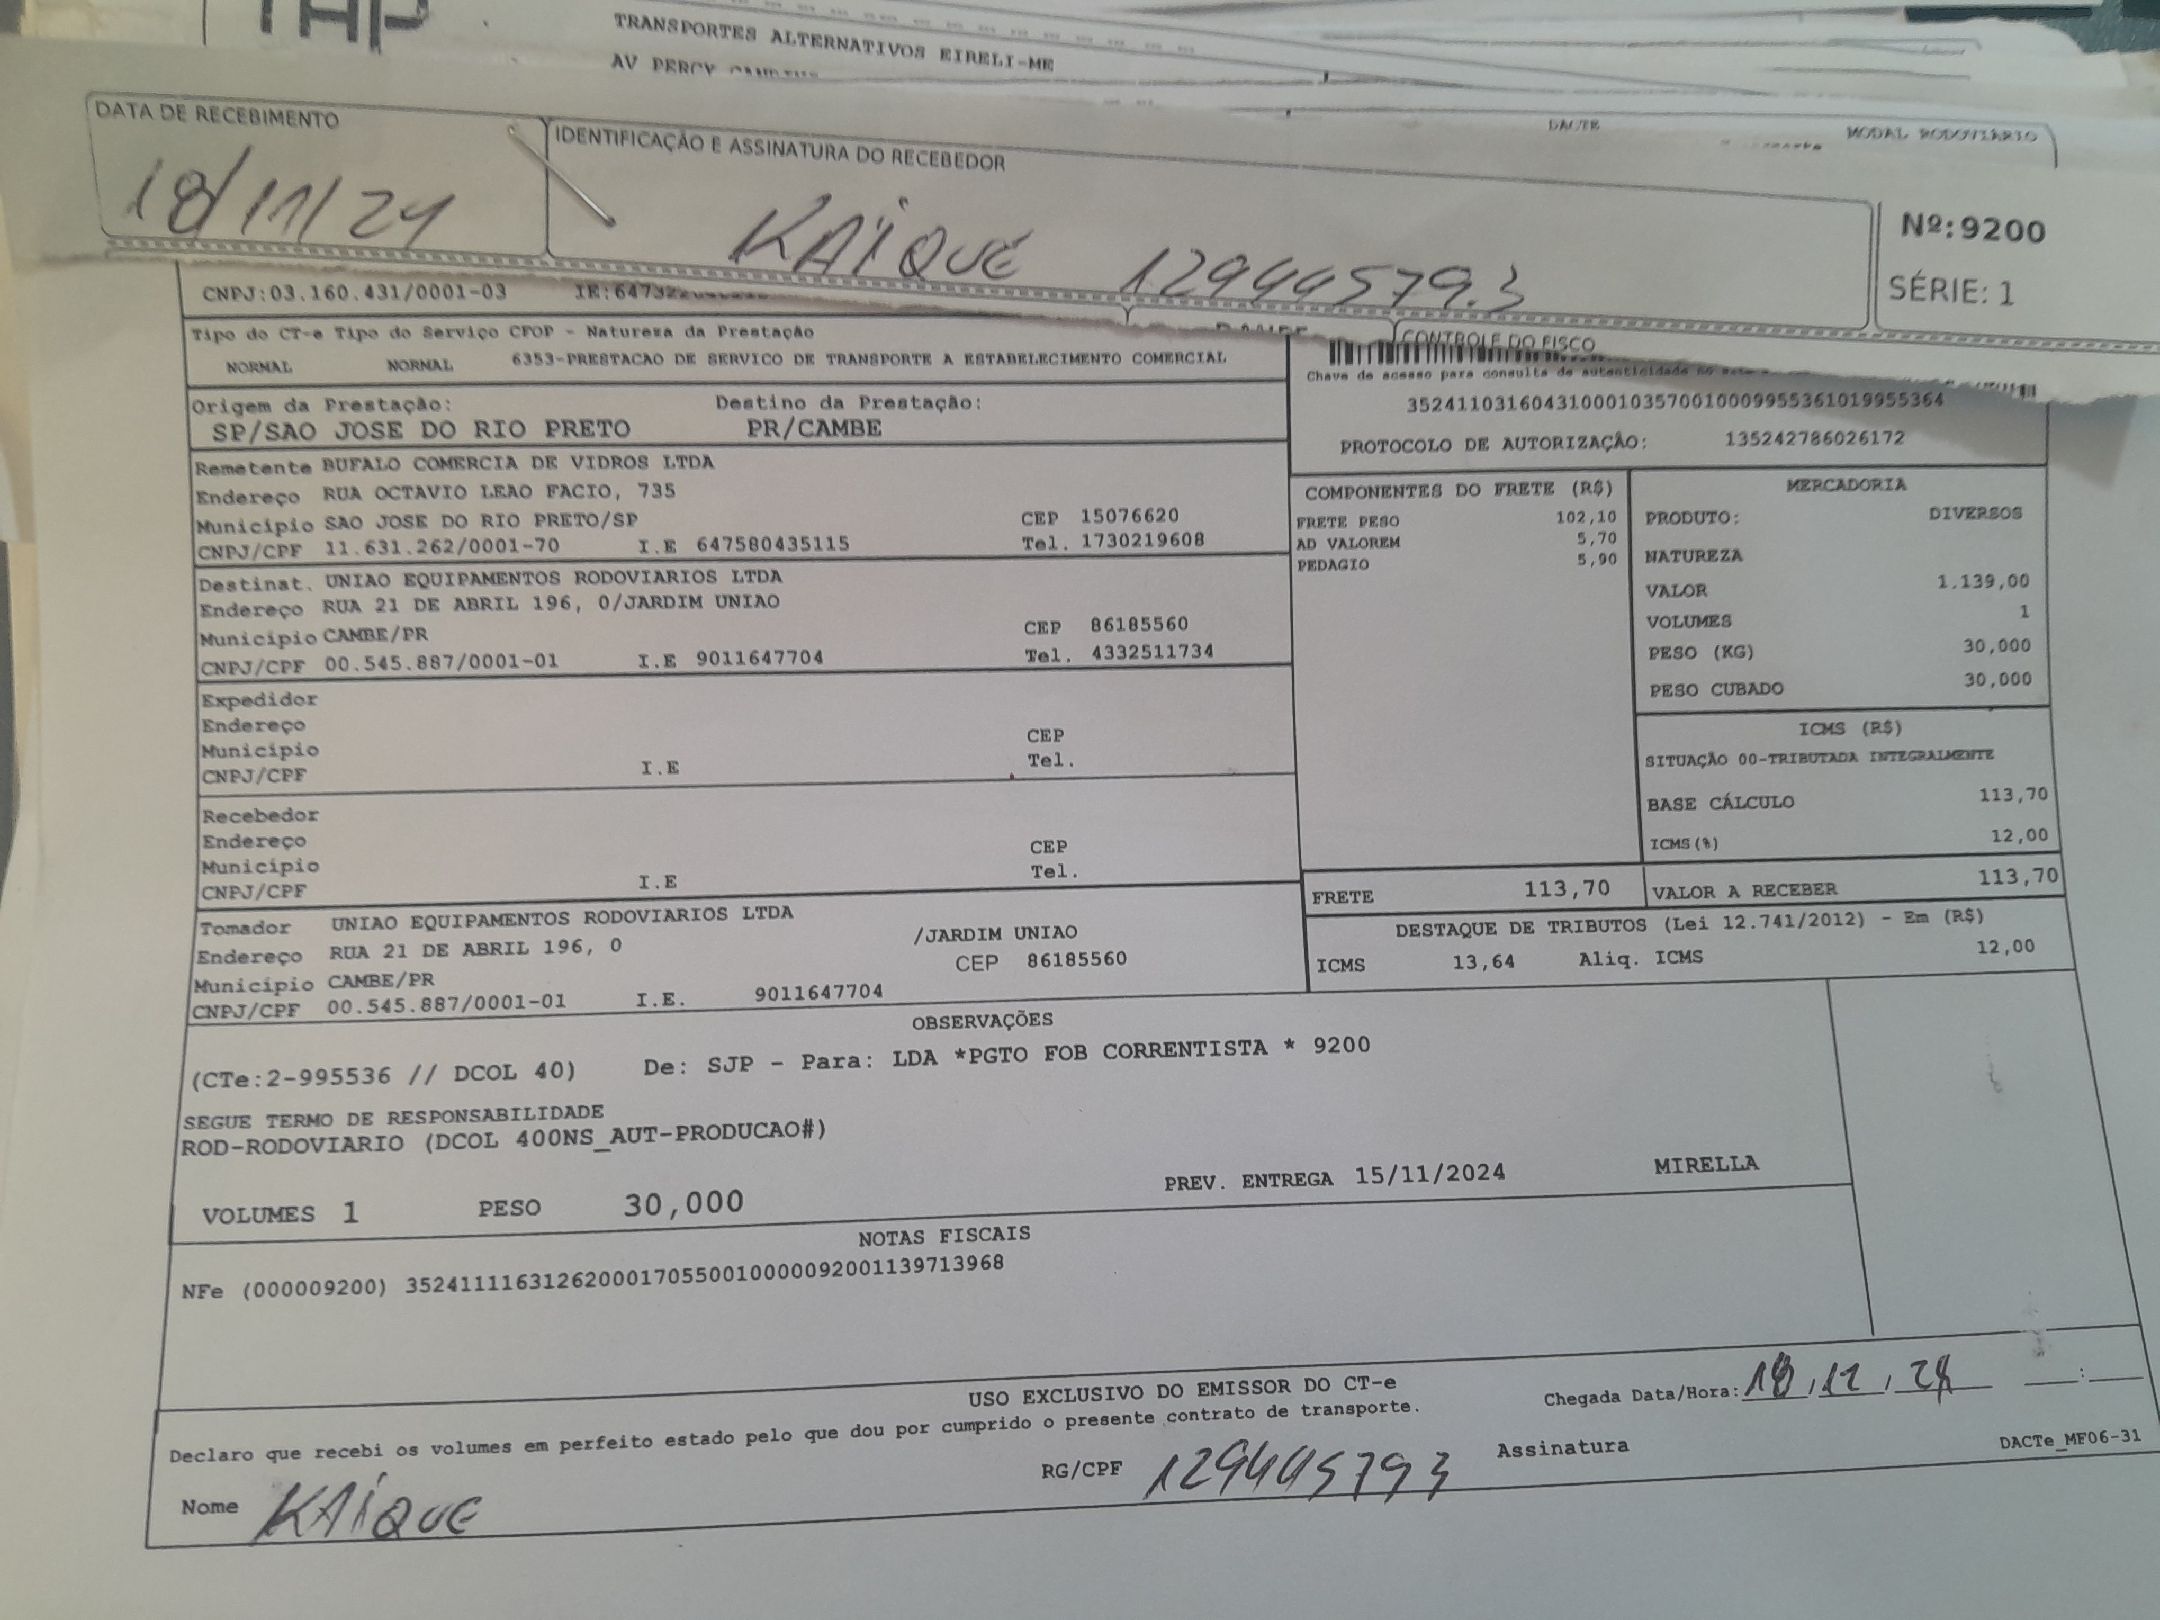 TRANSPORTES ALTERNATIVOS EIRELI-ME
AV PERCY
DATA DE RECEBIMENTO
18/11/24
IDENTIFICAÇÃO E ASSINATURA DO RECEBEDOR
KAÍQUE 12944579.3
DACTE
MODAL RODOVIÁRIO
Nº:9200
SÉRIE: 1
CNPJ:03.160.431/0001-03 IE:
CONTROLE DO FISCO
Tipo do CT-e Tipo do Serviço CFOP - Natureza da Prestação
NORMAL NORMAL 6353-PRESTACAO DE SERVICO DE TRANSPORTE A ESTABELECIMENTO COMERCIAL
Chave de acesso para consulta de autenticidade no
35241103160431000103570010009955361019955364
PROTOCOLO DE AUTORIZAÇÃO: 135242786026172
Origem da Prestação: Destino da Prestação:
SP/SAO JOSE DO RIO PRETO PR/CAMBE
Remetente BUFALO COMERCIA DE VIDROS LTDA
Endereço RUA OCTAVIO LEAO FACIO, 735
Município SAO JOSE DO RIO PRETO/SP CEP 15076620
CNPJ/CPF 11.631.262/0001-70 I.E 647580435115 Tel. 1730219608
Destinat. UNIAO EQUIPAMENTOS RODOVIARIOS LTDA
Endereço RUA 21 DE ABRIL 196, 0/JARDIM UNIAO
Município CAMBE/PR CEP 86185560
CNPJ/CPF 00.545.887/0001-01 I.E 9011647704 Tel. 4332511734
Expedidor
Endereço
Município CEP
CNPJ/CPF I.E Tel.
Recebedor
Endereço
Município CEP
CNPJ/CPF I.E Tel.
Tomador UNIAO EQUIPAMENTOS RODOVIARIOS LTDA
Endereço RUA 21 DE ABRIL 196, 0 /JARDIM UNIAO
Município CAMBE/PR CEP 86185560
CNPJ/CPF 00.545.887/0001-01 I.E. 9011647704
COMPONENTES DO FRETE (R$)
FRETE PESO 102,10
AD VALOREM 5,70
PEDAGIO 5,90
MERCADORIA
PRODUTO: DIVERSOS
NATUREZA
VALOR 1.139,00
VOLUMES 1
PESO (KG) 30,000
PESO CUBADO 30,000
ICMS (R$)
SITUAÇÃO 00-TRIBUTADA INTEGRALMENTE
BASE CÁLCULO 113,70
ICMS(%) 12,00
FRETE 113,70 VALOR A RECEBER 113,70
DESTAQUE DE TRIBUTOS (Lei 12.741/2012) - Em (R$)
ICMS 13,64 Aliq. ICMS 12,00
OBSERVAÇÕES
(CTe:2-995536 // DCOL 40) De: SJP - Para: LDA *PGTO FOB CORRENTISTA * 9200
SEGUE TERMO DE RESPONSABILIDADE
ROD-RODOVIARIO (DCOL 400NS_AUT-PRODUCAO#)
VOLUMES 1 PESO 30,000 PREV. ENTREGA 15/11/2024 MIRELLA
NOTAS FISCAIS
NFe (000009200) 35241111631262000170550010000092001139713968
USO EXCLUSIVO DO EMISSOR DO CT-e
Declaro que recebi os volumes em perfeito estado pelo que dou por cumprido o presente contrato de transporte.
Chegada Data/Hora: 18,11,24 :
Nome KAÍQUE RG/CPF 129445793 Assinatura
DACTe_MF06-31